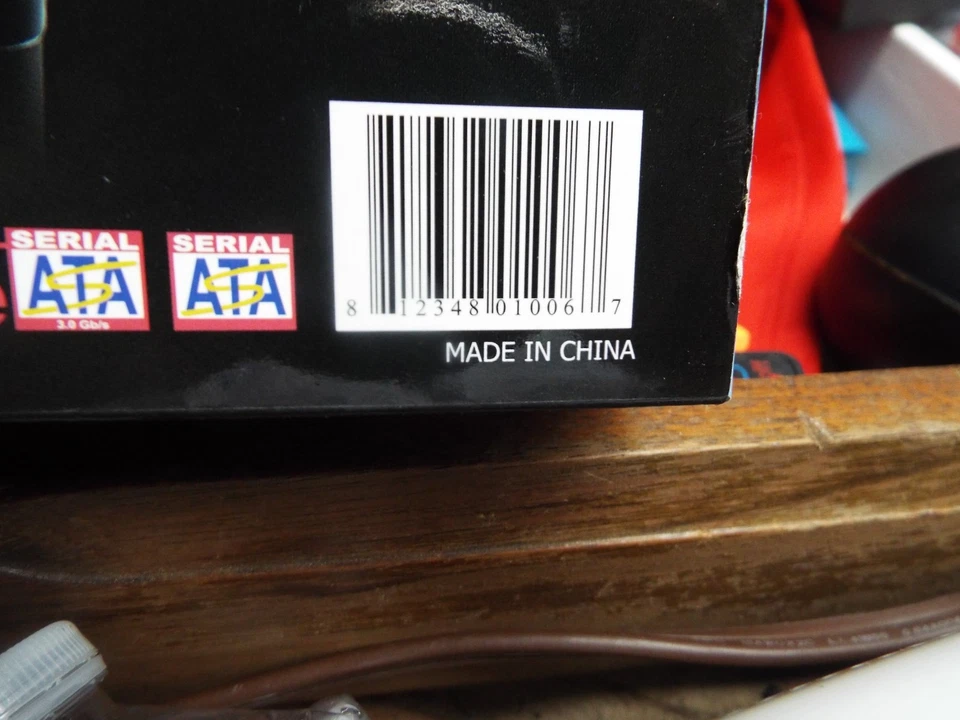 SERIAL
ATA
3.0 Gb/s
SERIAL
ATA
8 12348 01006 7
MADE IN CHINA